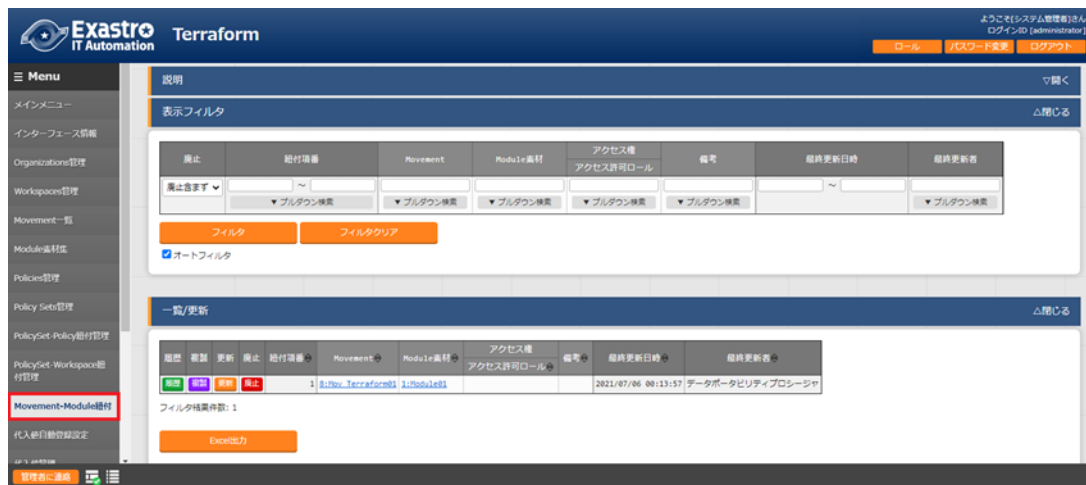 Exastro
IT Automation
Terraform
ようこそ[システム管理者]さん
ログインID [administrator]
ロール
パスワード変更
ログアウト
≡ Menu
メインメニュー
インターフェース情報
Organizations管理
Workspaces管理
Movement一覧
Module素材集
Policies管理
Policy Sets管理
PolicySet-Policy紐付管理
PolicySet-Workspace紐付管理
Movement-Module紐付
代入値自動登録設定
説明
▽開く
表示フィルタ
△閉じる
廃止 紐付項番 Movement Module素材 アクセス権 備考 最終更新日時 最終更新者
アクセス許可ロール
廃止含まず ～ ～
▼ プルダウン検索 ▼ プルダウン検索 ▼ プルダウン検索 ▼ プルダウン検索 ▼ プルダウン検索 ▼ プルダウン検索
フィルタ
フィルタクリア
オートフィルタ
一覧/更新
△閉じる
履歴 複製 更新 廃止 紐付項番 Movement Module素材 アクセス権 備考 最終更新日時 最終更新者
アクセス許可ロール
履歴 複製 更新 廃止 1 8:Mov_Terraform01 1:Module01 2021/07/06 00:13:57 データポータビリティプロシージャ
フィルタ結果件数: 1
Excel出力
管理者に連絡